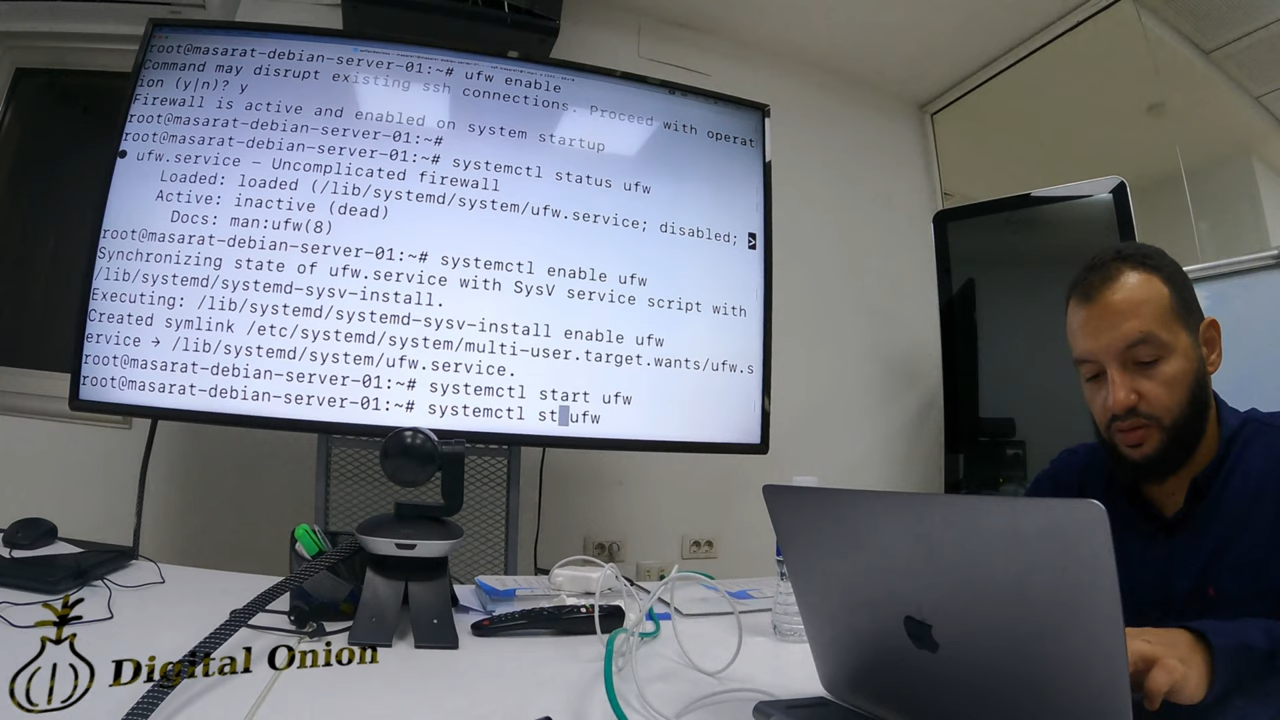 root@masarat-debian-server-01:~# ufw enable
Command may disrupt existing ssh connections. Proceed with operat
ion (y|n)? y
Firewall is active and enabled on system startup
root@masarat-debian-server-01:~#
root@masarat-debian-server-01:~# systemctl status ufw
● ufw.service - Uncomplicated firewall
Loaded: loaded (/lib/systemd/system/ufw.service; disabled; >
Active: inactive (dead)
Docs: man:ufw(8)
root@masarat-debian-server-01:~# systemctl enable ufw
Synchronizing state of ufw.service with SysV service script with
/lib/systemd/systemd-sysv-install.
Executing: /lib/systemd/systemd-sysv-install enable ufw
Created symlink /etc/systemd/system/multi-user.target.wants/ufw.s
ervice → /lib/systemd/system/ufw.service.
root@masarat-debian-server-01:~# systemctl start ufw
root@masarat-debian-server-01:~# systemctl st ufw
Digital Onion